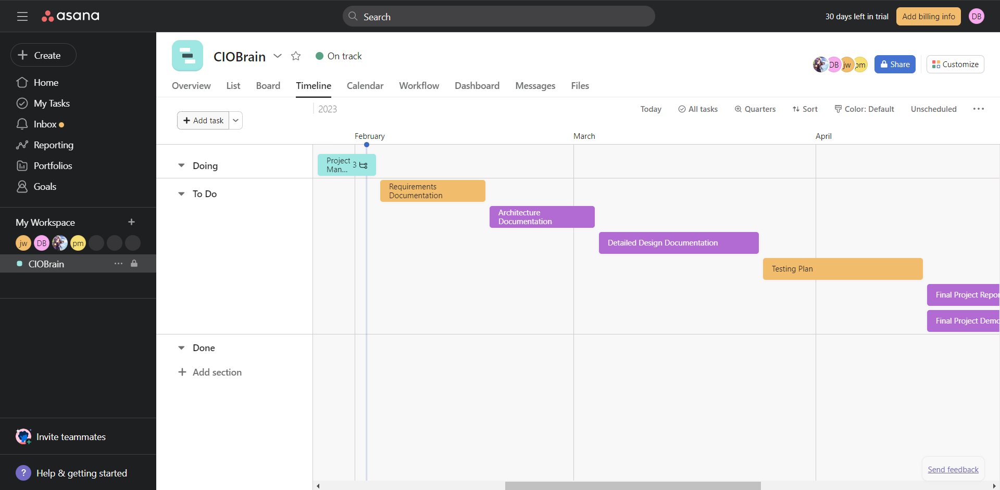 asana
Search
30 days left in trial
Add billing info
DB
Create
Home
My Tasks
Inbox
Reporting
Portfolios
Goals
My Workspace
jw DB pm
CIOBrain
Invite teammates
? Help & getting started
CIOBrain
On track
DB jw pm
Share
Customize
Overview List Board Timeline Calendar Workflow Dashboard Messages Files
Add task
2023
Today All tasks Quarters Sort Color: Default Unscheduled
February March April
Doing
Project
Man... 3
To Do
Requirements
Documentation
Architecture
Documentation
Detailed Design Documentation
Testing Plan
Final Project Repor
Final Project Demo
Done
Add section
Send feedback